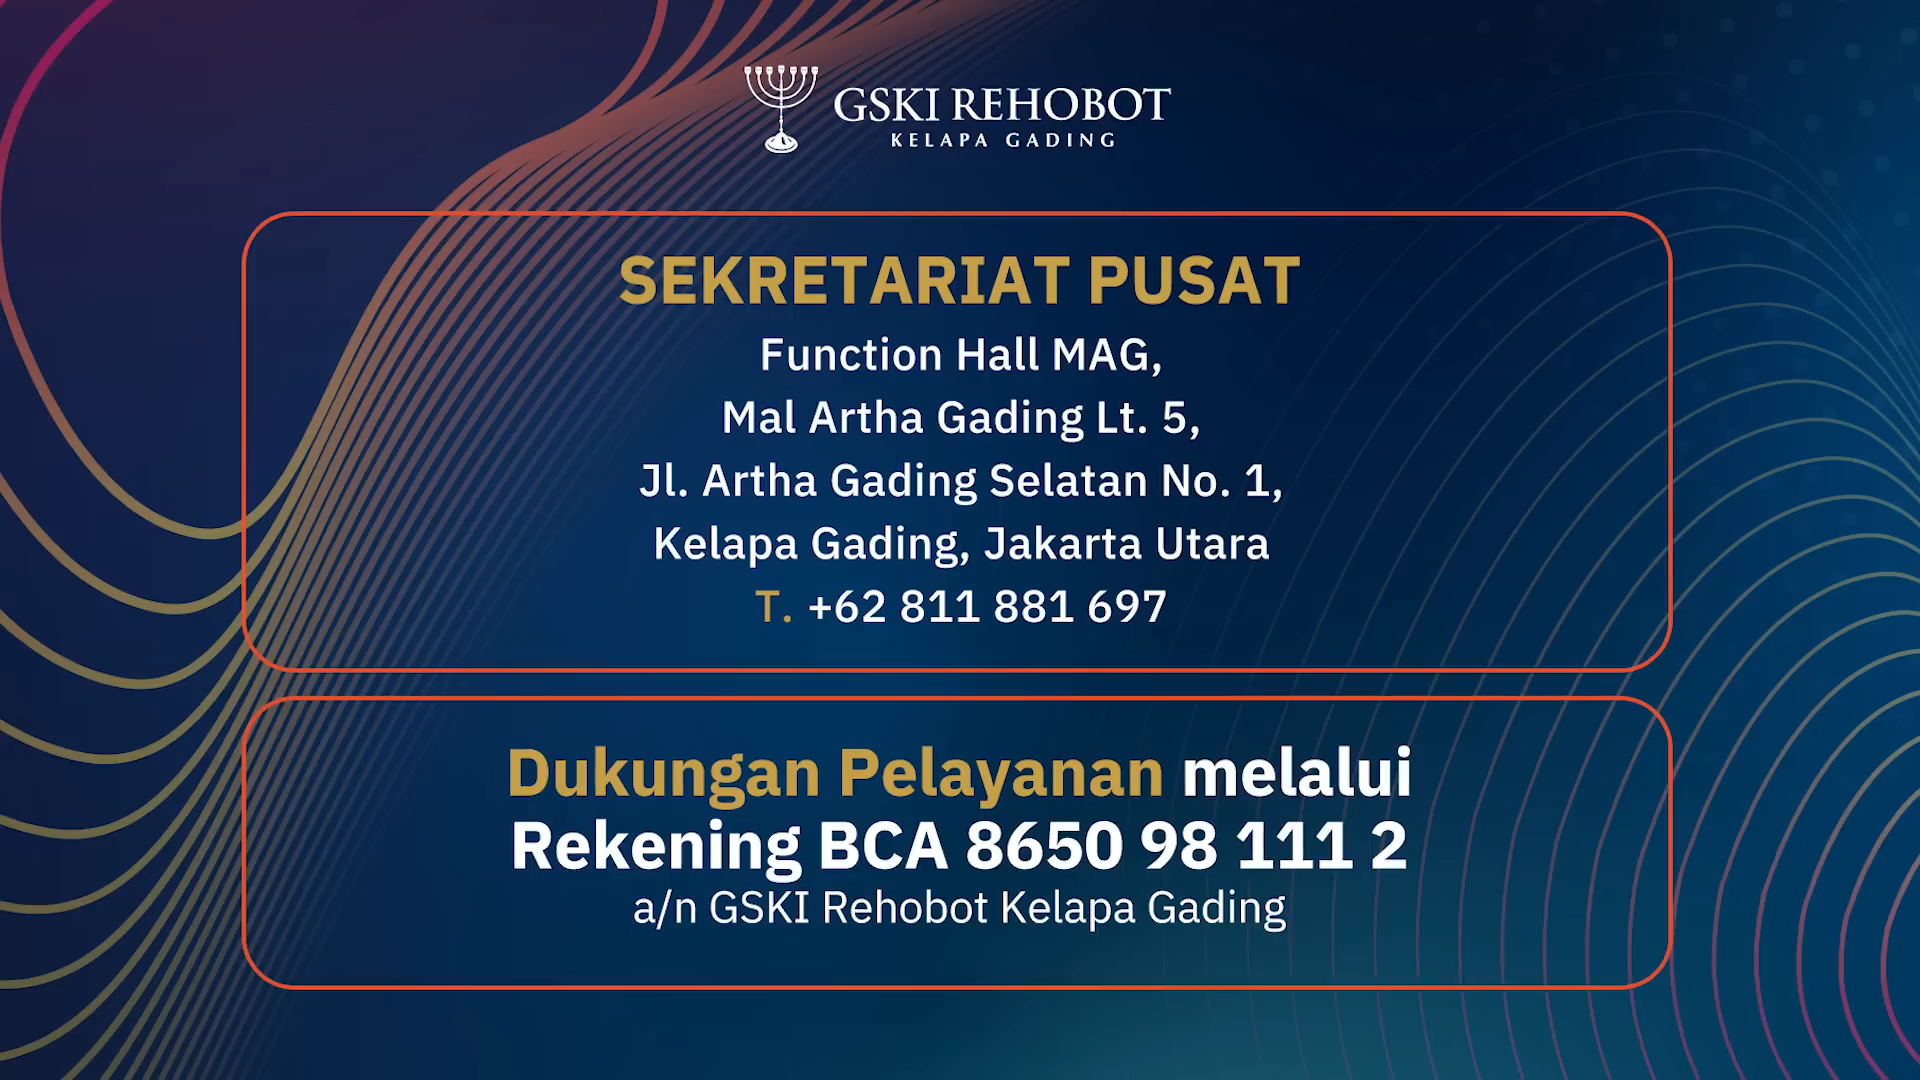 GSKI REHOBOT
KELAPA GADING
SEKRETARIAT PUSAT
Function Hall MAG,
Mal Artha Gading Lt. 5,
Jl. Artha Gading Selatan No. 1,
Kelapa Gading, Jakarta Utara
T. +62 811 881 697
Dukungan Pelayanan melalui
Rekening BCA 8650 98 111 2
a/n GSKI Rehobot Kelapa Gading